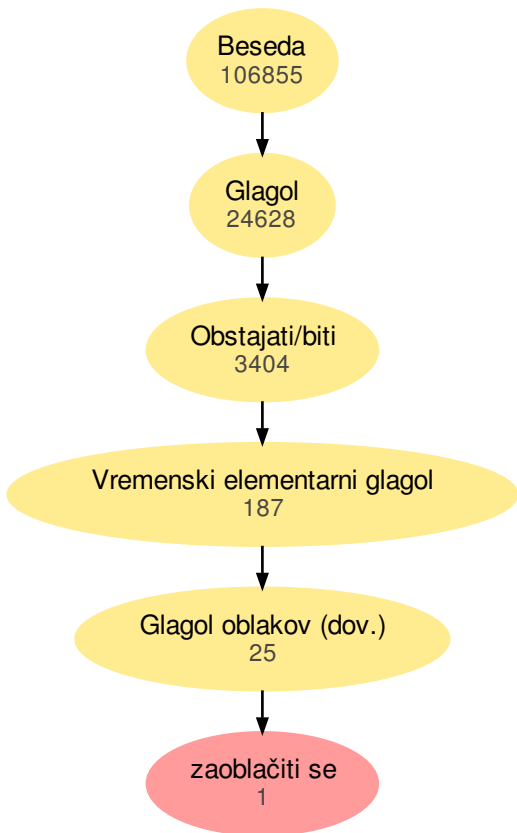 Beseda
106855
Glagol
24628
Obstajati/biti
3404
Vremenski elementarni glagol
187
Glagol oblakov (dov.)
25
zaoblačiti se
1